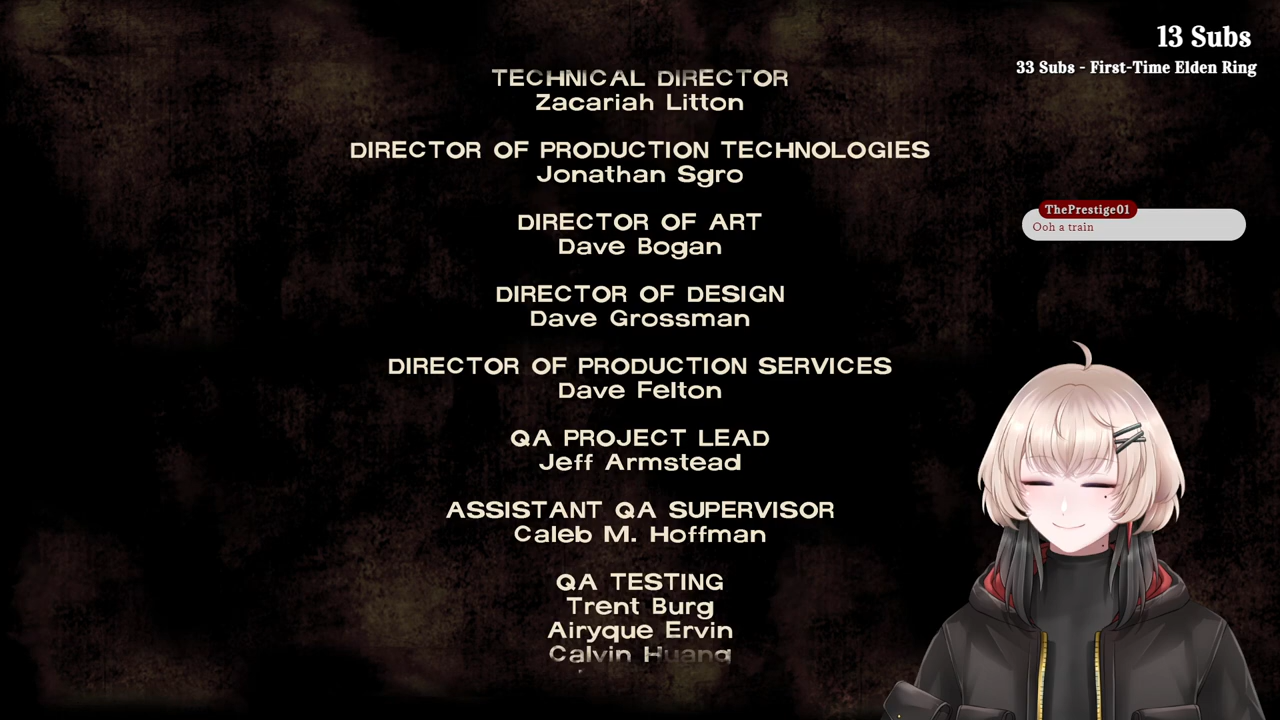 13 Subs
33 Subs - First-Time Elden Ring
TECHNICAL DIRECTOR
Zacariah Litton
DIRECTOR OF PRODUCTION TECHNOLOGIES
Jonathan Sgro
ThePrestige01
Ooh a train
DIRECTOR OF ART
Dave Bogan
DIRECTOR OF DESIGN
Dave Grossman
DIRECTOR OF PRODUCTION SERVICES
Dave Felton
QA PROJECT LEAD
Jeff Armstead
ASSISTANT QA SUPERVISOR
Caleb M. Hoffman
QA TESTING
Trent Burg
Airyque Ervin
Calvin Huang